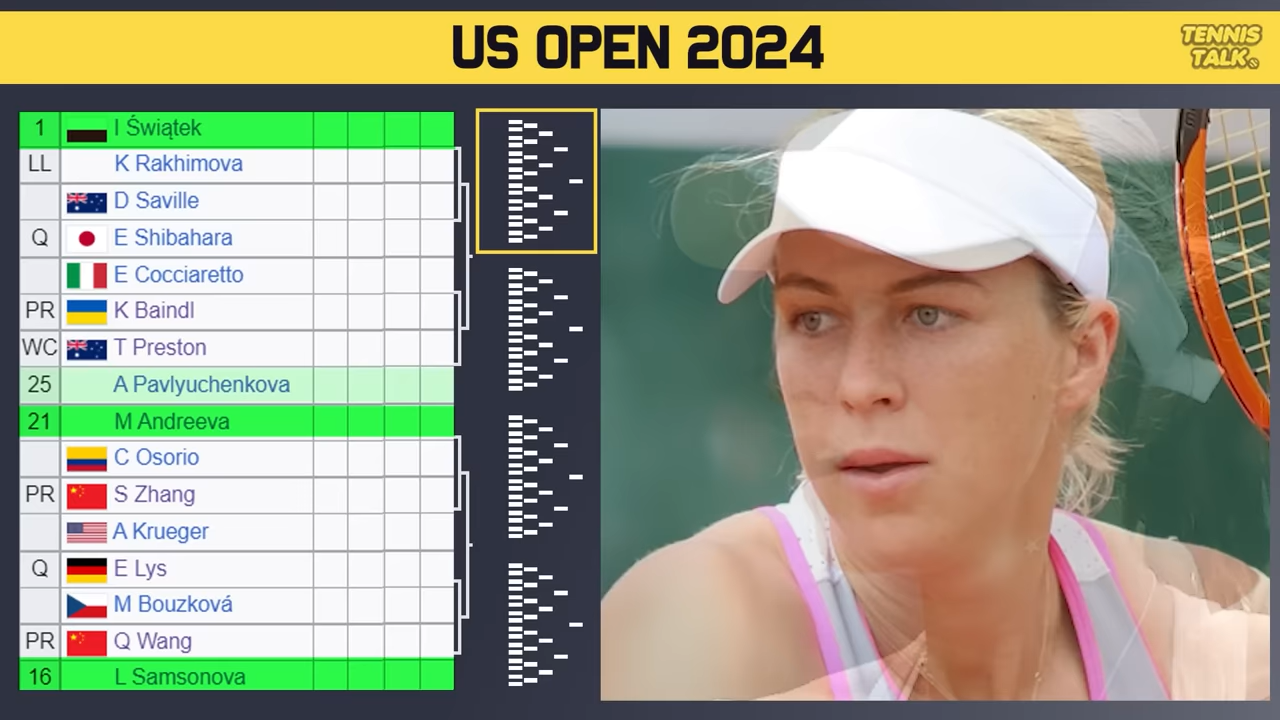 US OPEN 2024
TENNIS
TALK
1 I Świątek
LL K Rakhimova
D Saville
Q E Shibahara
E Cocciaretto
PR K Baindl
WC T Preston
25 A Pavlyuchenkova
21 M Andreeva
C Osorio
PR S Zhang
A Krueger
Q E Lys
M Bouzková
PR Q Wang
16 L Samsonova